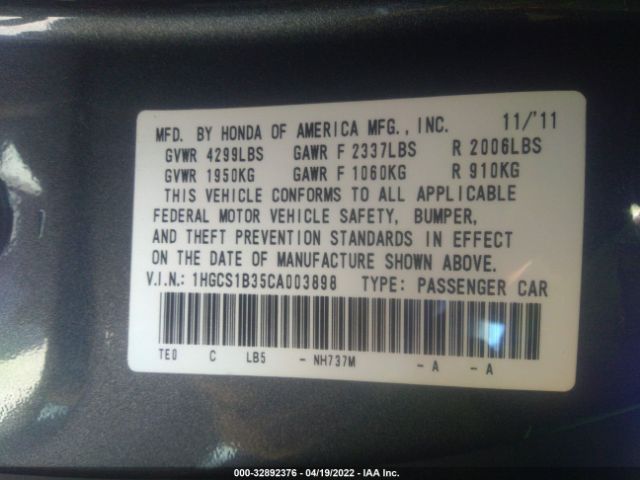 MFD. BY HONDA OF AMERICA MFG., INC. 11/'11
GVWR 4299LBS GAWR F 2337LBS R 2006LBS
GVWR 1950KG GAWR F 1060KG R 910KG
THIS VEHICLE CONFORMS TO ALL APPLICABLE
FEDERAL MOTOR VEHICLE SAFETY, BUMPER,
AND THEFT PREVENTION STANDARDS IN EFFECT
ON THE DATE OF MANUFACTURE SHOWN ABOVE.
V.I.N.: 1HGCS1B35CA003898 TYPE: PASSENGER CAR
TE0 C LB5 - NH737M - A - A
000-32892376 - 04/19/2022 - IAA Inc.